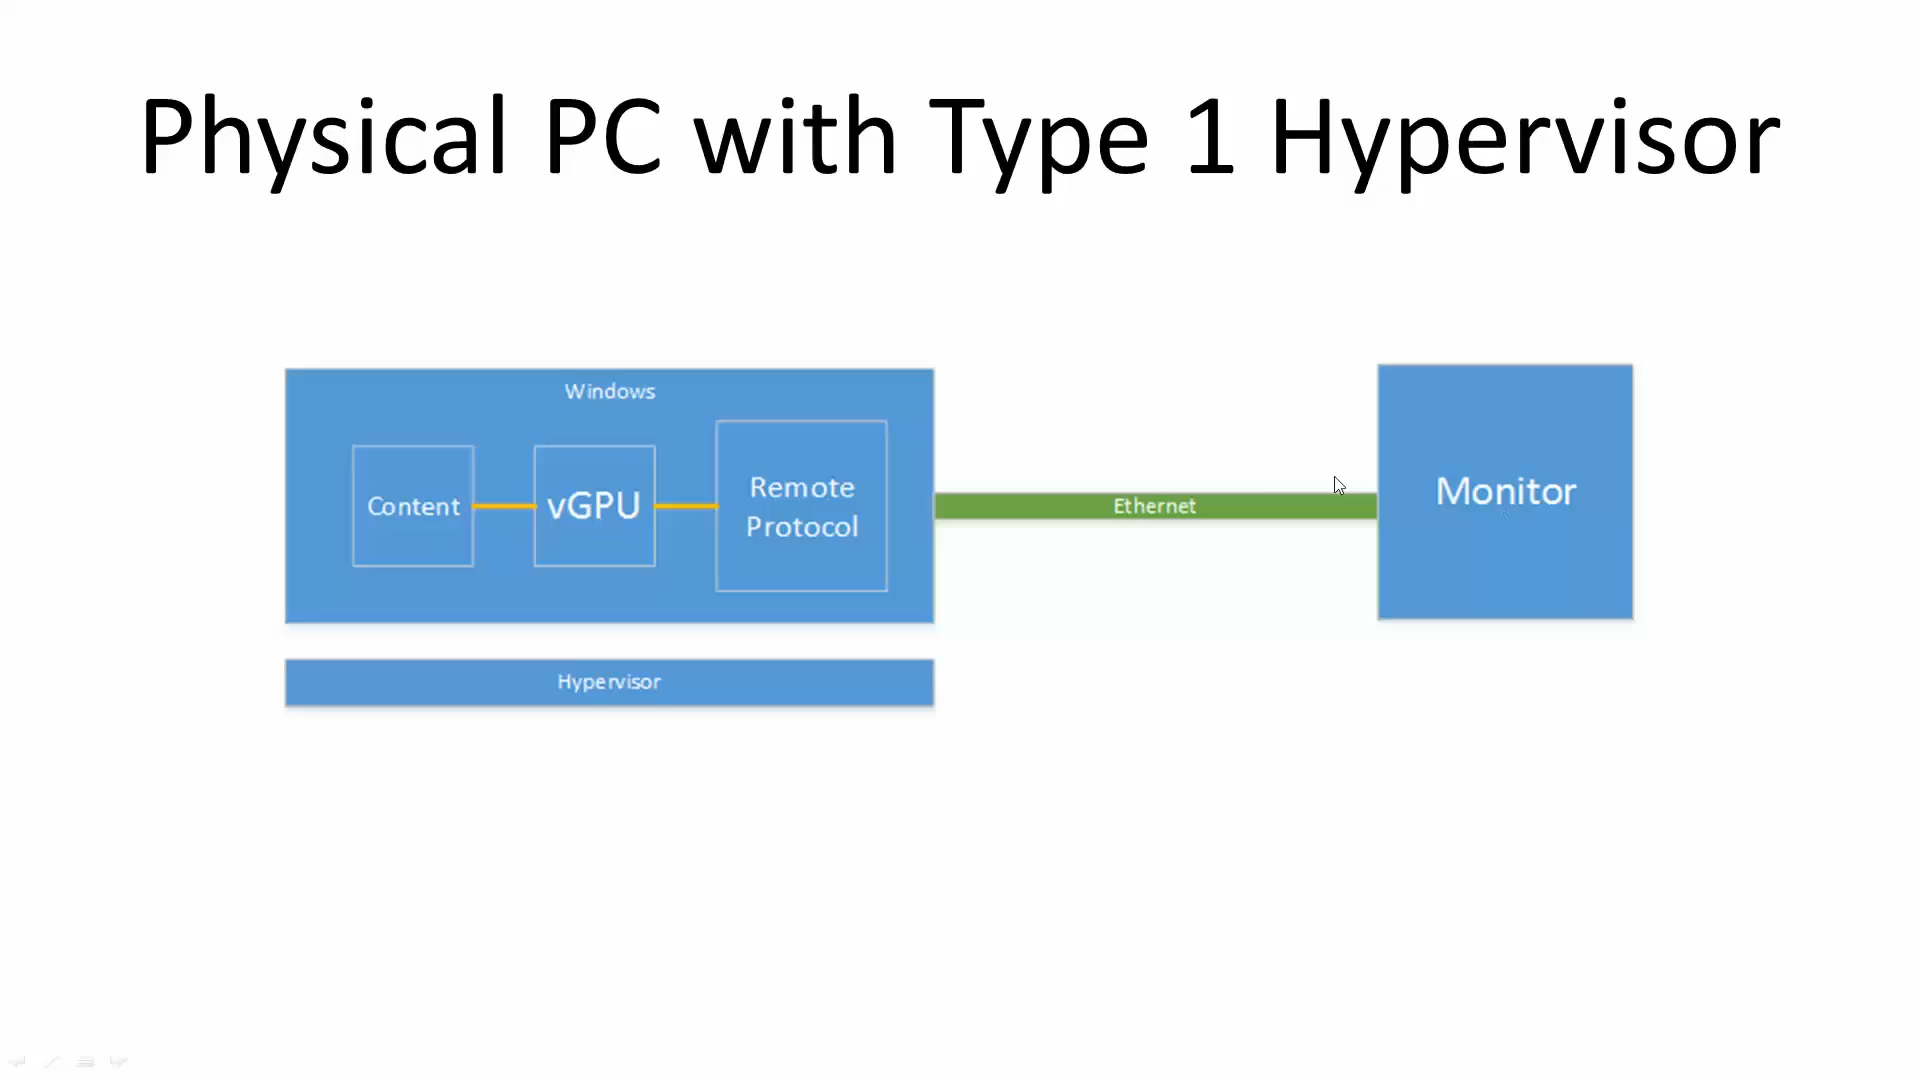 Physical PC with Type 1 Hypervisor
Windows
Content
vGPU
Remote
Protocol
Ethernet
Monitor
Hypervisor